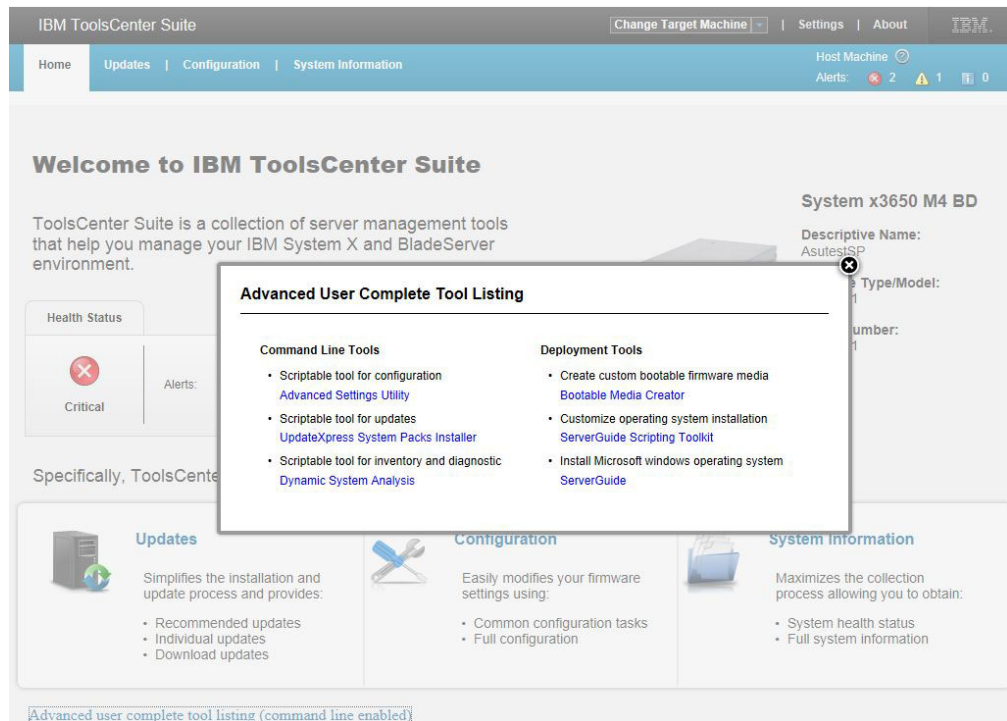 IBM ToolsCenter Suite
Change Target Machine | Settings | About
IBM.
Home
Updates | Configuration | System Information
Host Machine ?
Alerts: 2 1 0
Welcome to IBM ToolsCenter Suite
ToolsCenter Suite is a collection of server management tools
that help you manage your IBM System X and BladeServer
environment.
System x3650 M4 BD
Descriptive Name:
AsutestSP
Type/Model:
1
umber:
1
Health Status
Critical
Alerts:
Advanced User Complete Tool Listing
Command Line Tools
• Scriptable tool for configuration
Advanced Settings Utility
• Scriptable tool for updates
UpdateXpress System Packs Installer
• Scriptable tool for inventory and diagnostic
Dynamic System Analysis
Deployment Tools
• Create custom bootable firmware media
Bootable Media Creator
• Customize operating system installation
ServerGuide Scripting Toolkit
• Install Microsoft windows operating system
ServerGuide
Specifically, ToolsCente
Updates
Simplifies the installation and
update process and provides:
• Recommended updates
• Individual updates
• Download updates
Configuration
Easily modifies your firmware
settings using:
• Common configuration tasks
• Full configuration
System Information
Maximizes the collection
process allowing you to obtain:
• System health status
• Full system information
Advanced user complete tool listing (command line enabled)